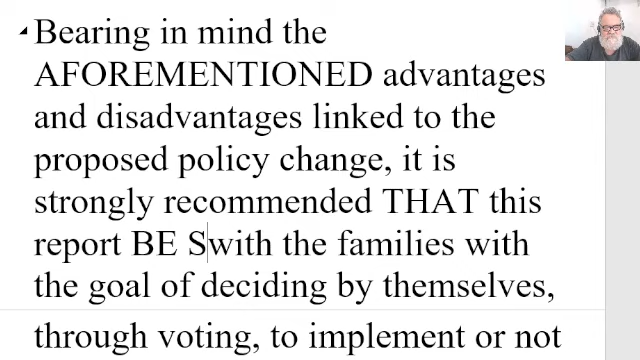 Bearing in mind the
AFOREMENTIONED advantages
and disadvantages linked to the
proposed policy change, it is
strongly recommended THAT this
report BE Swith the families with
the goal of deciding by themselves,
through voting, to implement or not